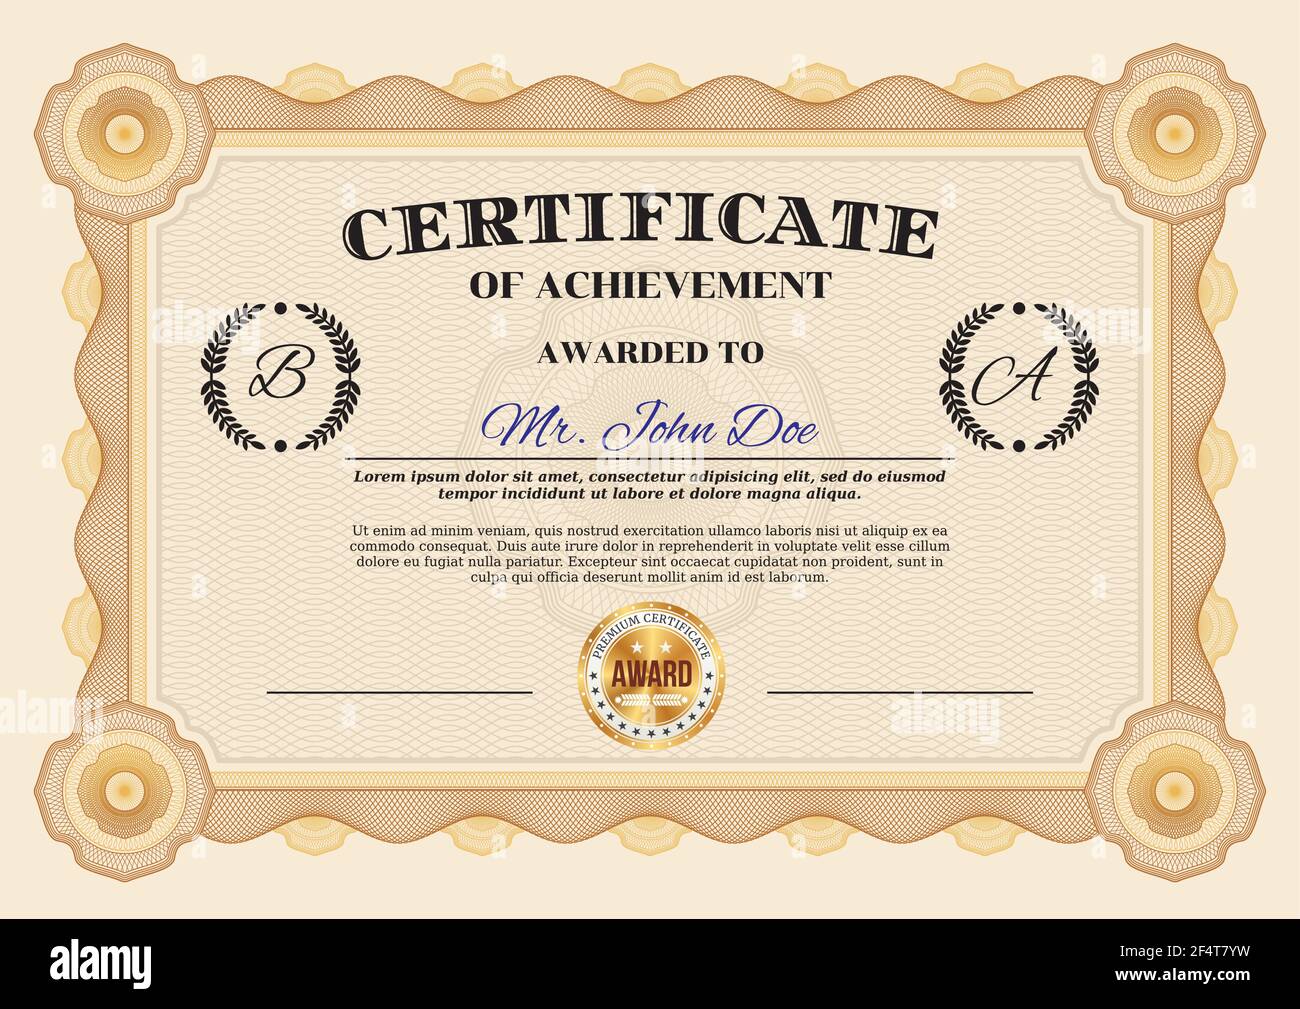 CERTIFICATE
OF ACHIEVEMENT
AWARDED TO
B
A
Mr. John Doe
Lorem ipsum dolor sit amet, consectetur adipisicing elit, sed do eiusmod
tempor incididunt ut labore et dolore magna aliqua.
Ut enim ad minim veniam, quis nostrud exercitation ullamco laboris nisi ut aliquip ex ea
commodo consequat. Duis aute irure dolor in reprehenderit in voluptate velit esse cillum
dolore eu fugiat nulla pariatur. Excepteur sint, occaecat cupidatat non proident, sunt in
culpa qui officia deserunt mollit anim id est laborum.
PREMIUM CERTIFICATE
AWARD
alamy
alamy
alamy
Image ID: 2F4T7YW
www.alamy.com